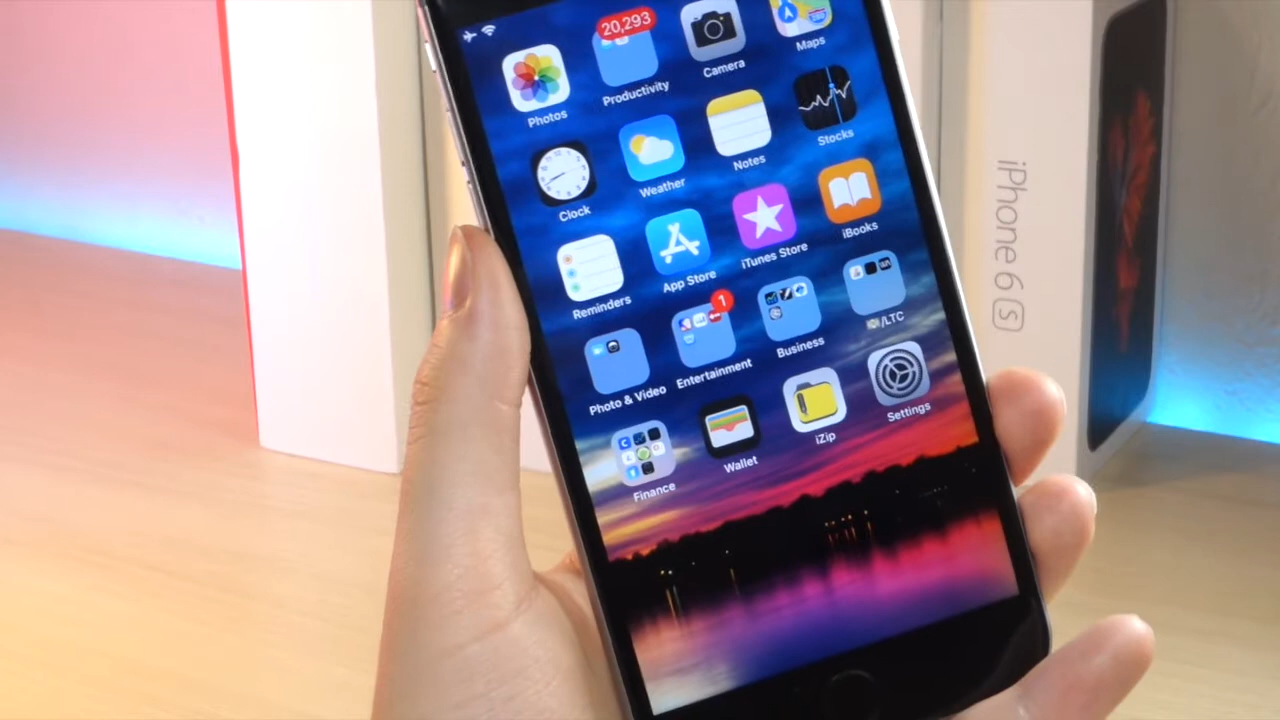 20,293
Photos
Productivity
Camera
Maps
Clock
Weather
Notes
Stocks
Reminders
App Store
iTunes Store
iBooks
1
Photo & Video
Entertainment
Business
/LTC
Finance
Wallet
iZip
Settings
iPhone 6s